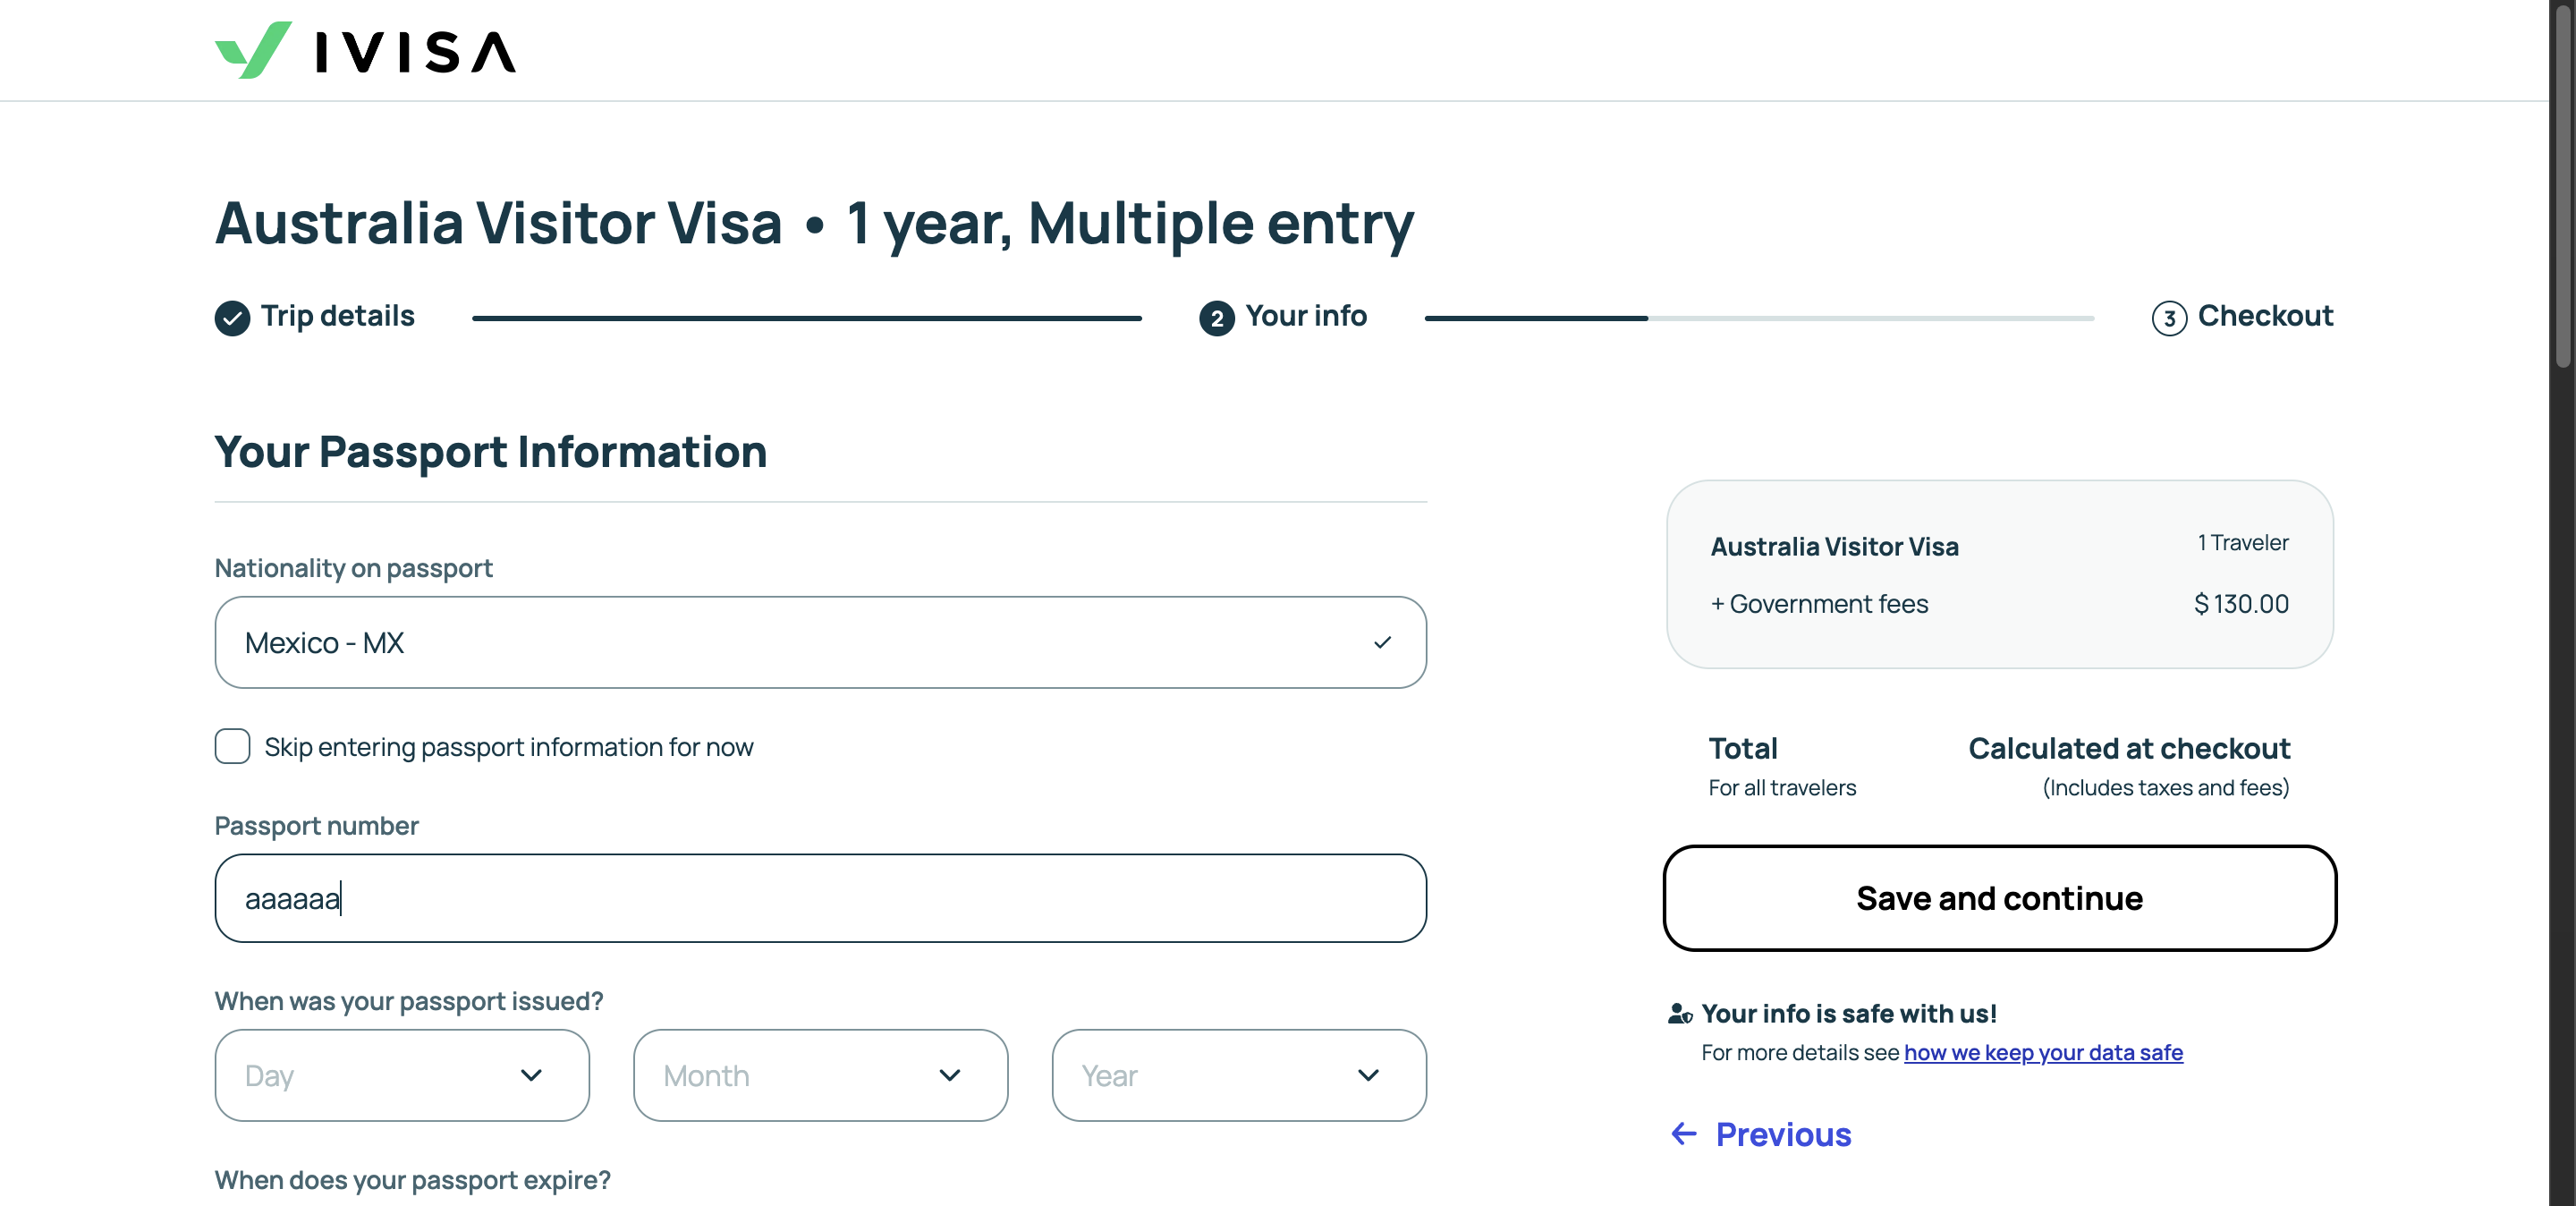 IVISA
Australia Visitor Visa • 1 year, Multiple entry
Trip details
2 Your info
3 Checkout
Your Passport Information
Nationality on passport
Mexico - MX
Skip entering passport information for now
Passport number
aaaaaa
When was your passport issued?
Day Month Year
When does your passport expire?
Australia Visitor Visa 1 Traveler
+ Government fees $ 130.00
Total Calculated at checkout
For all travelers (Includes taxes and fees)
Save and continue
Your info is safe with us!
For more details see how we keep your data safe
← Previous